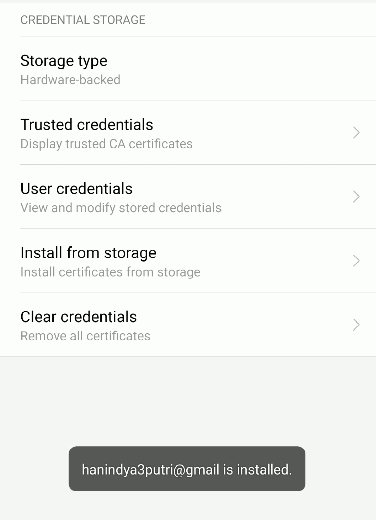 CREDENTIAL STORAGE
Storage type
Hardware-backed
Trusted credentials
Display trusted CA certificates
User credentials
View and modify stored credentials
Install from storage
Install certificates from storage
Clear credentials
Remove all certificates
hanindya3putri@gmail is installed.